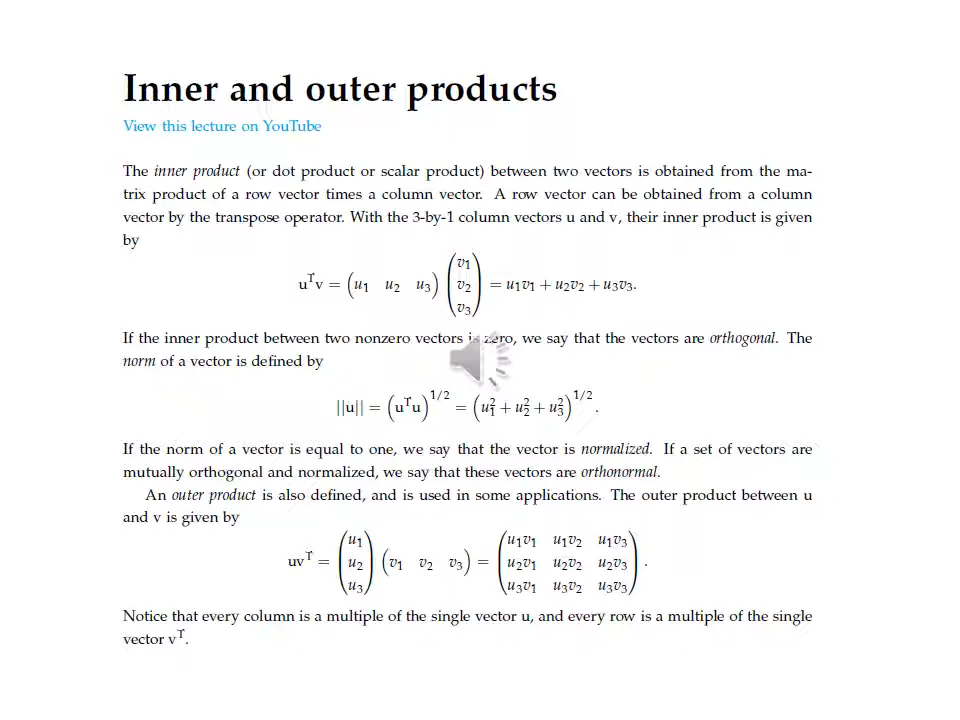 Inner and outer products
View this lecture on YouTube
The inner product (or dot product or scalar product) between two vectors is obtained from the ma-
trix product of a row vector times a column vector. A row vector can be obtained from a column
vector by the transpose operator. With the 3-by-1 column vectors u and v, their inner product is given
by
uᵀv = (u₁ u₂ u₃) (v₁ v₂ v₃) = u₁v₁ + u₂v₂ + u₃v₃.
If the inner product between two nonzero vectors is zero, we say that the vectors are orthogonal. The
norm of a vector is defined by
||u|| = (uᵀu)^1/2 = (u₁² + u₂² + u₃²)^1/2.
If the norm of a vector is equal to one, we say that the vector is normalized. If a set of vectors are
mutually orthogonal and normalized, we say that these vectors are orthonormal.
An outer product is also defined, and is used in some applications. The outer product between u
and v is given by
uvᵀ = (u₁ u₂ u₃) (v₁ v₂ v₃) = (u₁v₁ u₁v₂ u₁v₃ u₂v₁ u₂v₂ u₂v₃ u₃v₁ u₃v₂ u₃v₃).
Notice that every column is a multiple of the single vector u, and every row is a multiple of the single
vector vᵀ.